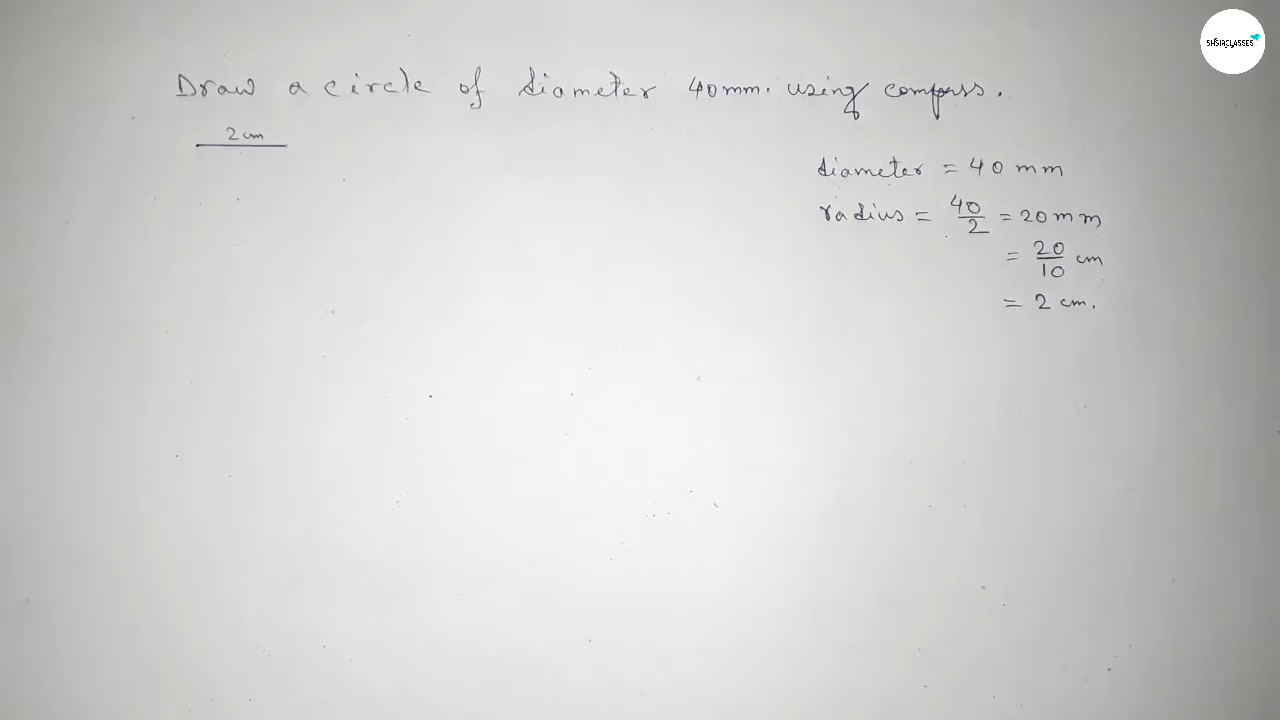 SHSIRCLASSES
Draw a circle of diameter 40mm. using compass.
2 cm
diameter = 40 mm
radius = 40/2 = 20 mm
= 20/10 cm
= 2 cm.